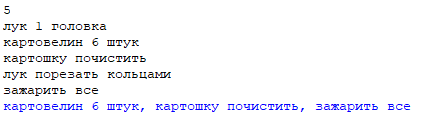 5
лук 1 головка
картовелин 6 штук
картошку почистить
лук порезать кольцами
зажарить все
картовелин 6 штук, картошку почистить, зажарить все